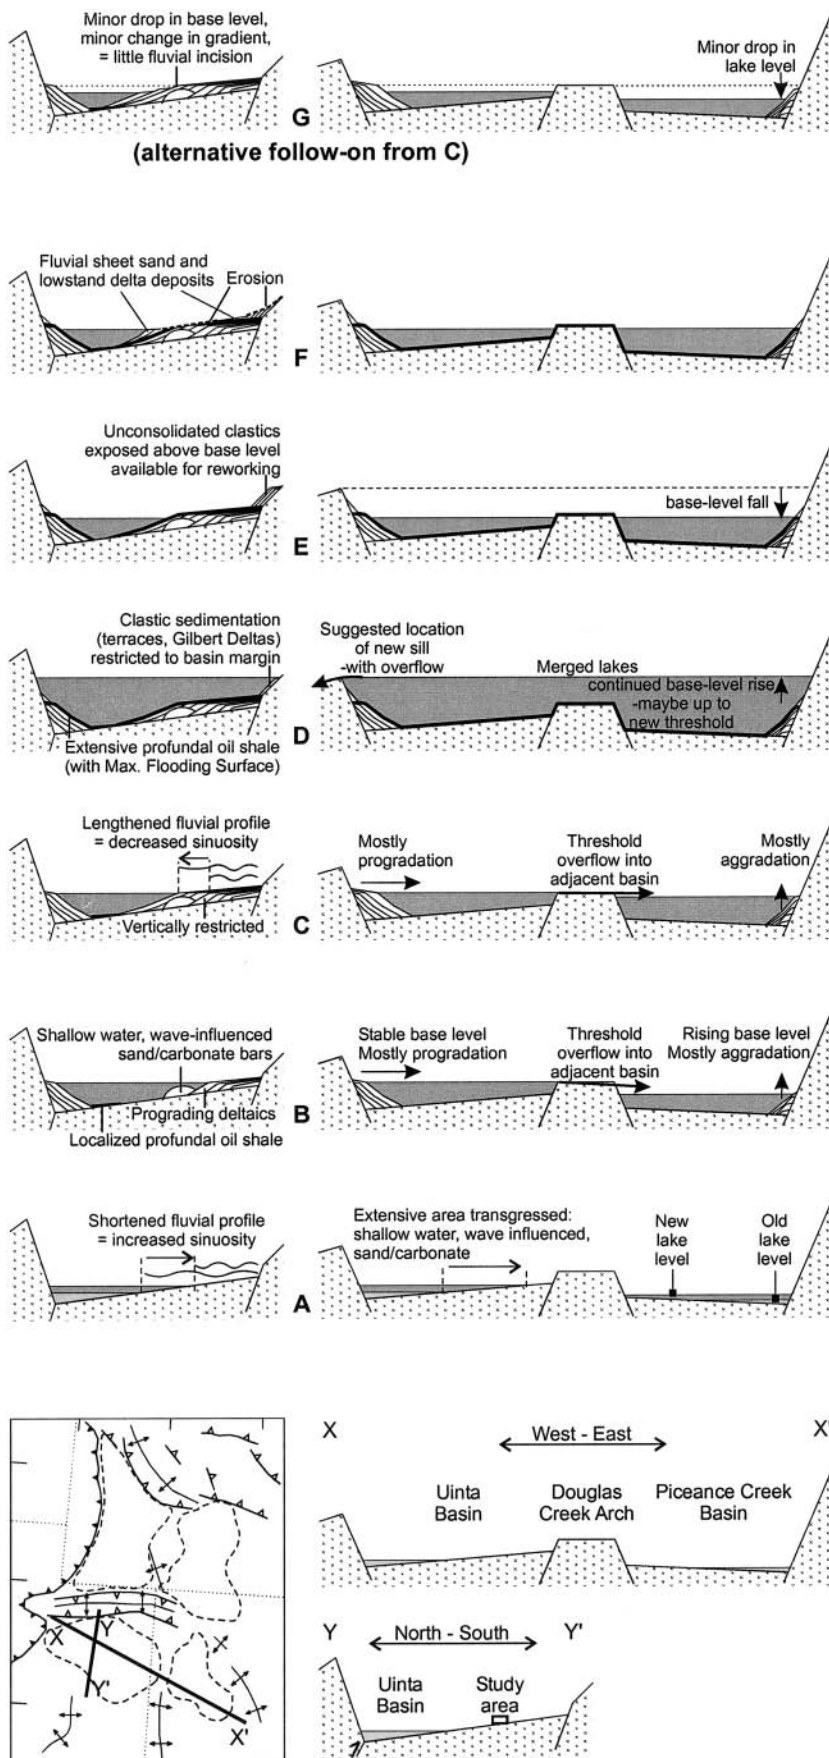 Minor drop in base level,
minor change in gradient,
= little fluvial incision
Minor drop in
lake level
G
(alternative follow-on from C)
Fluvial sheet sand and
lowstand delta deposits
Erosion
F
Unconsolidated clastics
exposed above base level
available for reworking
base-level fall
E
Clastic sedimentation
(terraces, Gilbert Deltas)
restricted to basin margin
Suggested location
of new sill
-with overflow
Merged lakes
continued base-level rise
-maybe up to
new threshold
Extensive profundal oil shale
(with Max. Flooding Surface)
D
Lengthened fluvial profile
= decreased sinuosity
Mostly
progradation
Threshold
overflow into
adjacent basin
Mostly
aggradation
Vertically restricted
C
Shallow water, wave-influenced
sand/carbonate bars
Stable base level
Mostly progradation
Threshold
overflow into
adjacent basin
Rising base level
Mostly aggradation
Prograding deltaics
Localized profundal oil shale
B
Shortened fluvial profile
= increased sinuosity
Extensive area transgressed:
shallow water, wave influenced,
sand/carbonate
New
lake
level
Old
lake
level
A
X
West - East
X'
Uinta
Basin
Douglas
Creek Arch
Piceance Creek
Basin
Y
North - South
Y'
Uinta
Basin
Study
area
X
Y
Y'
X'